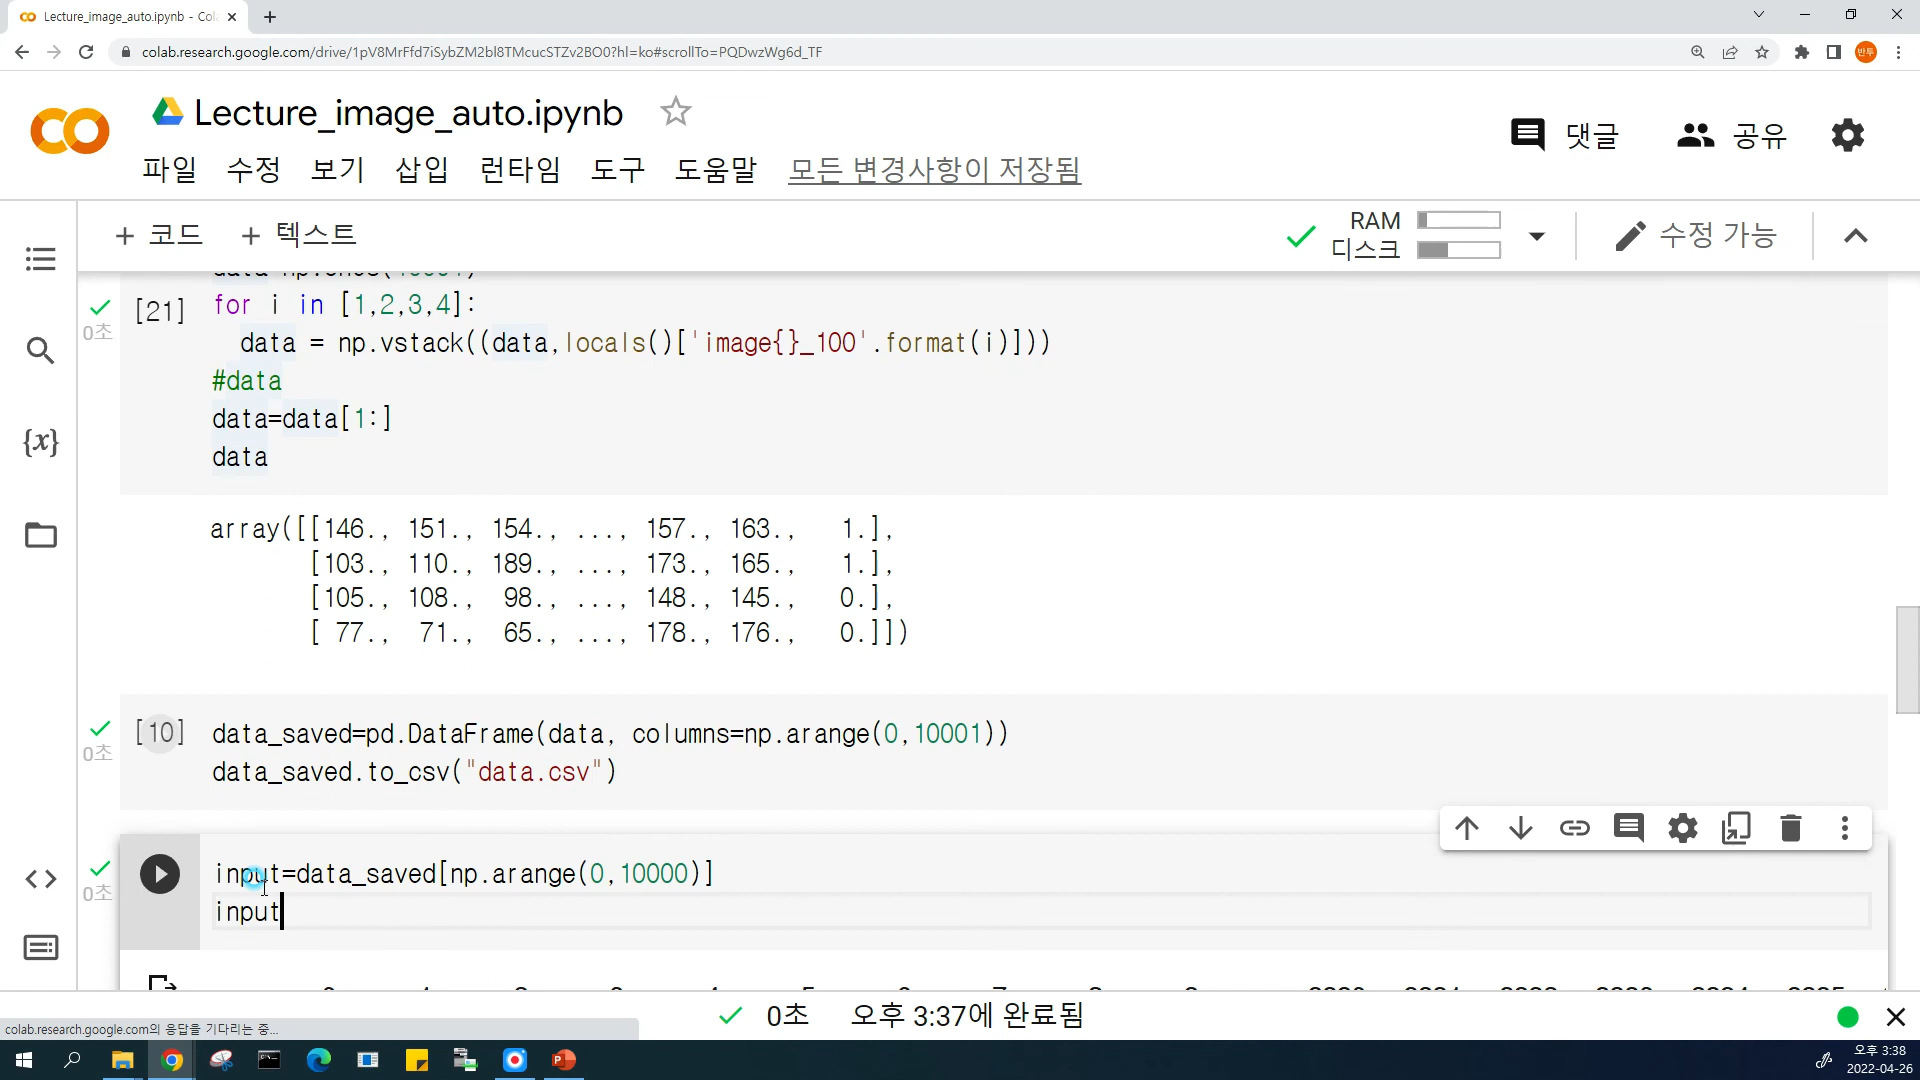 Lecture_image_auto.ipynb - Col
colab.research.google.com/drive/1pV8MrFfd7iSybZM2bl8TMcucSTZv2BO0?hl=ko#scrollTo=PQDwzWg6d_TF
반투
Lecture_image_auto.ipynb
댓글
공유
파일 수정 보기 삽입 런타임 도구 도움말 모든 변경사항이 저장됨
+ 코드 + 텍스트
RAM
디스크
수정 가능
[21]
0초
for i in [1,2,3,4]:
data = np.vstack((data,locals()['image{}_100'.format(i)]))
#data
data=data[1:]
data
array([[146., 151., 154., ..., 157., 163., 1.],
[103., 110., 189., ..., 173., 165., 1.],
[105., 108., 98., ..., 148., 145., 0.],
[ 77., 71., 65., ..., 178., 176., 0.]])
[10]
0초
data_saved=pd.DataFrame(data, columns=np.arange(0,10001))
data_saved.to_csv("data.csv")
0초
input=data_saved[np.arange(0,10000)]
input
0초 오후 3:37에 완료됨
colab.research.google.com의 응답을 기다리는 중...
오후 3:38
2022-04-26